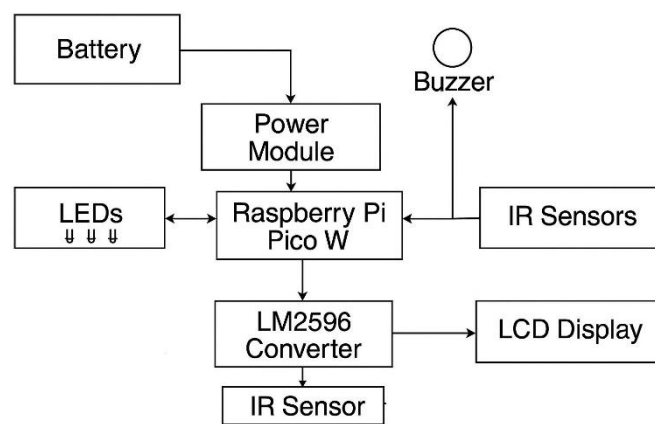 Battery
Buzzer
Power
Module
LEDs
Raspberry Pi
Pico W
IR Sensors
LM2596
Converter
LCD Display
IR Sensor